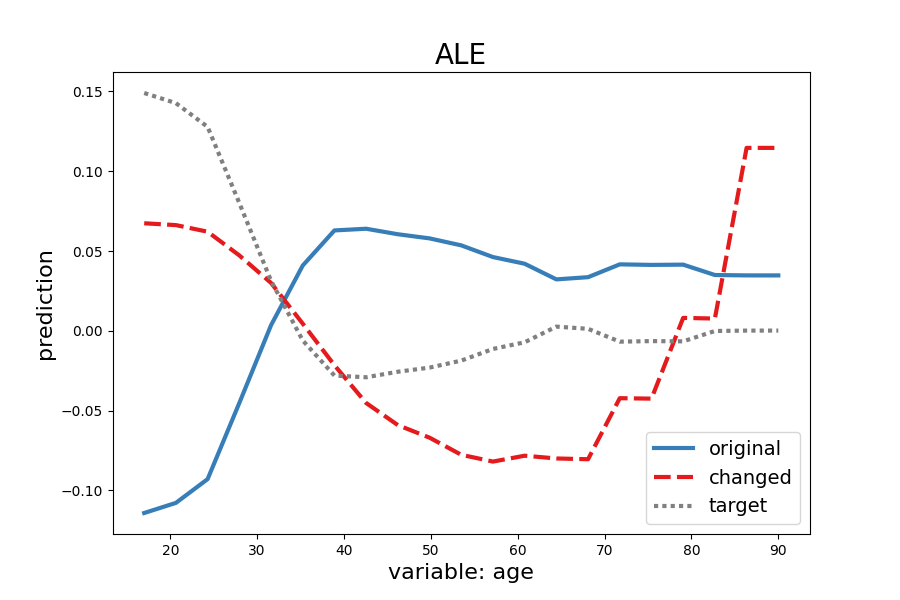 ALE
0.15
0.10
0.05
0.00
−0.05
−0.10
prediction
20 30 40 50 60 70 80 90
variable: age
original
changed
target